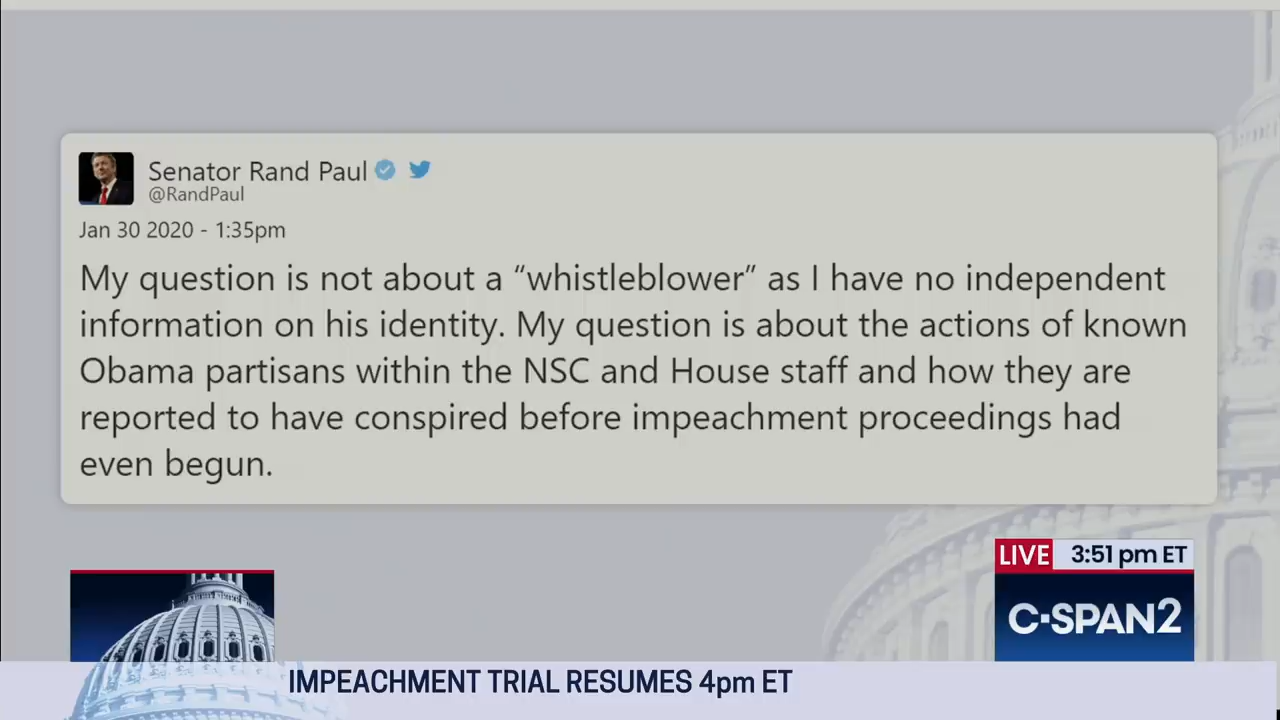 Senator Rand Paul
@RandPaul
Jan 30 2020 - 1:35pm
My question is not about a “whistleblower” as I have no independent
information on his identity. My question is about the actions of known
Obama partisans within the NSC and House staff and how they are
reported to have conspired before impeachment proceedings had
even begun.
LIVE 3:51 pm ET
C-SPAN2
IMPEACHMENT TRIAL RESUMES 4pm ET